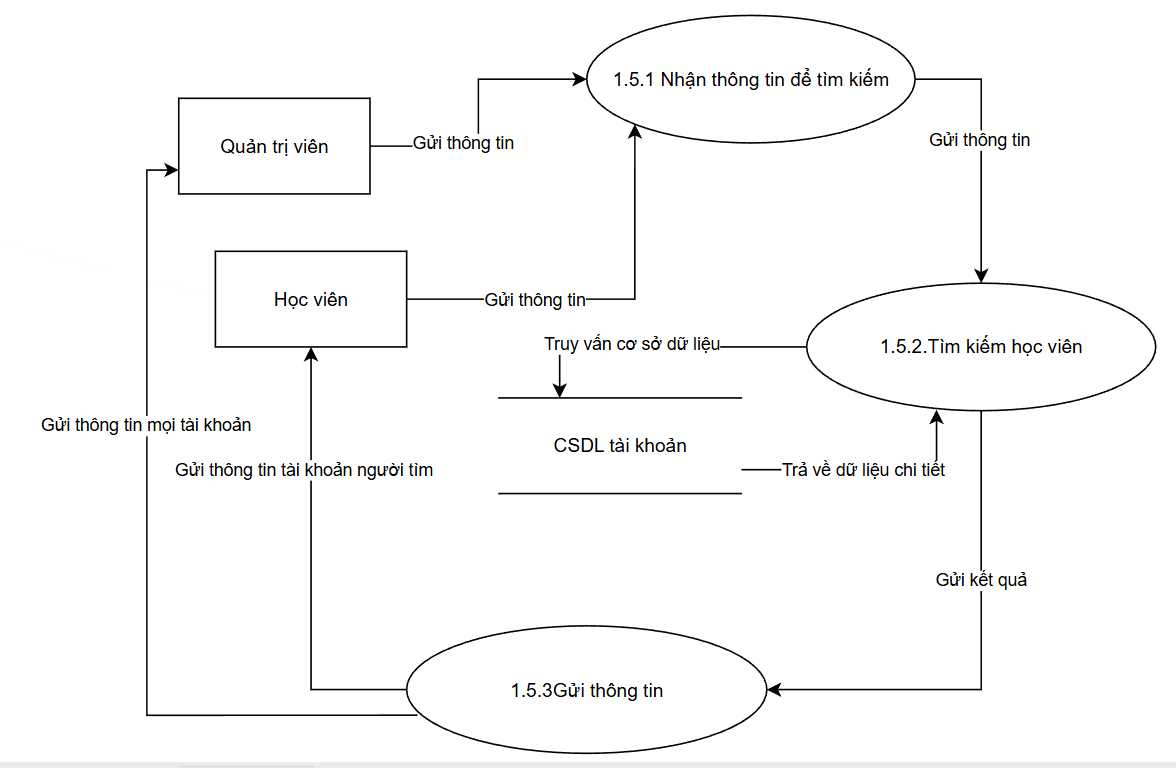 1.5.1 Nhận thông tin để tìm kiếm
Quản trị viên
Gửi thông tin
Gửi thông tin
Học viên
Gửi thông tin
Truy vấn cơ sở dữ liệu
1.5.2.Tìm kiếm học viên
Gửi thông tin mọi tài khoản
CSDL tài khoản
Gửi thông tin tài khoản người tìm
Trả về dữ liệu chi tiết
Gửi kết quả
1.5.3Gửi thông tin